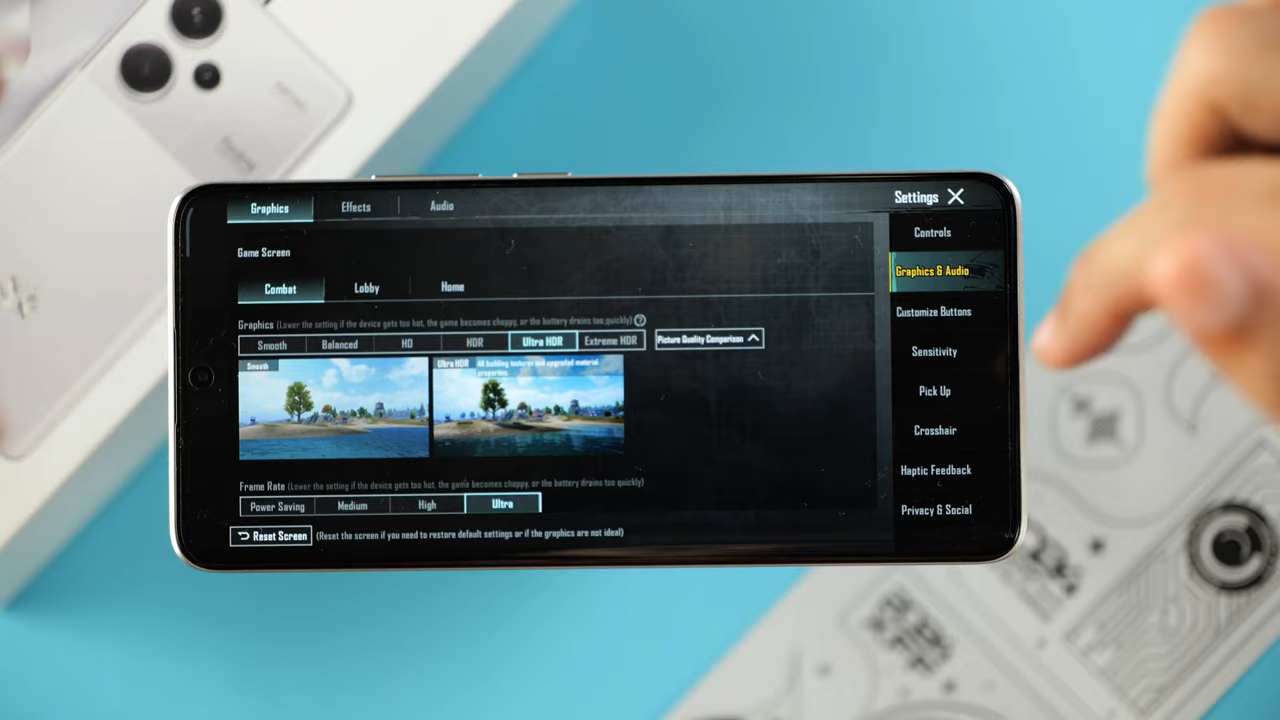 Graphics Effects Audio Settings
Controls
Game Screen
Graphics & Audio
Combat Lobby Home
Customize Buttons
Graphics (Lower the setting if the device gets too hot, the game becomes choppy, or the battery drains too quickly)
Smooth Balanced HD HDR Ultra HDR Extreme HDR Picture Quality Comparison
Sensitivity
Smooth
Ultra HDR 4K building textures and upgraded material properties.
Pick Up
Crosshair
Haptic Feedback
Frame Rate (Lower the setting if the device gets too hot, the game becomes choppy, or the battery drains too quickly)
Power Saving Medium High Ultra
Privacy & Social
Reset Screen (Reset the screen if you need to restore default settings or if the graphics are not ideal)